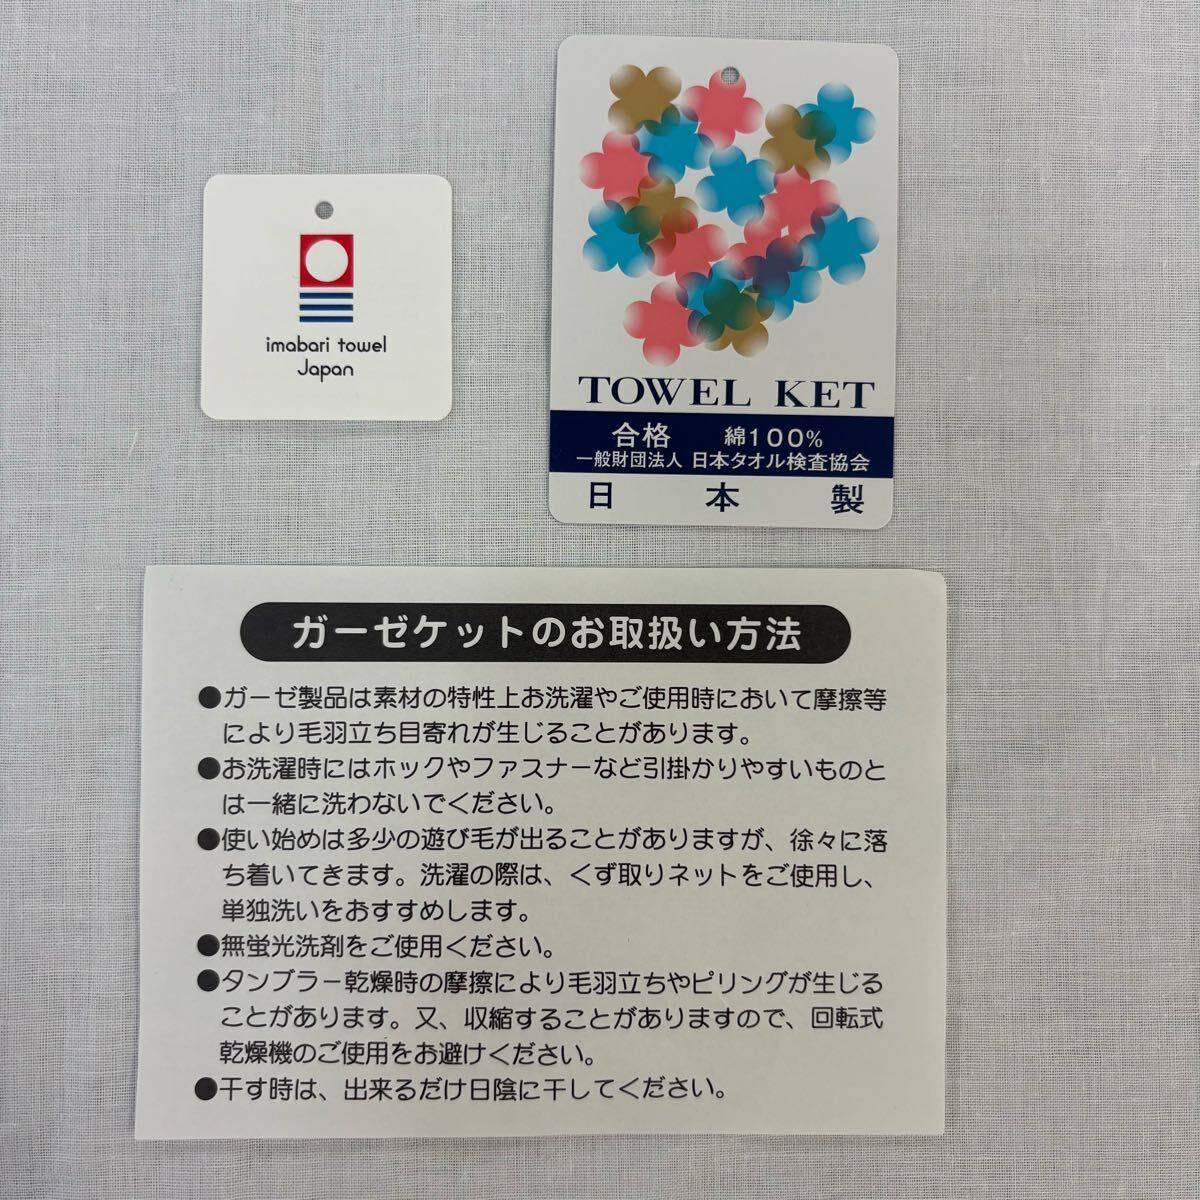 imabari towel
Japan
TOWEL KET
合格 綿100%
一般財団法人 日本タオル検査協会
日本製
ガーゼケットのお取扱い方法
●ガーゼ製品は素材の特性上お洗濯やご使用時において摩擦等
により毛羽立ち目寄れが生じることがあります。
●お洗濯時にはホックやファスナーなど引掛かりやすいものと
は一緒に洗わないでください。
●使い始めは多少の遊び毛が出ることがありますが、徐々に落
ち着いてきます。洗濯の際は、くず取りネットをご使用し、
単独洗いをおすすめします。
●無蛍光洗剤をご使用ください。
●タンブラー乾燥時の摩擦により毛羽立ちやピリングが生じる
ことがあります。又、収縮することがありますので、回転式
乾燥機のご使用をお避けください。
●干す時は、出来るだけ日陰に干してください。